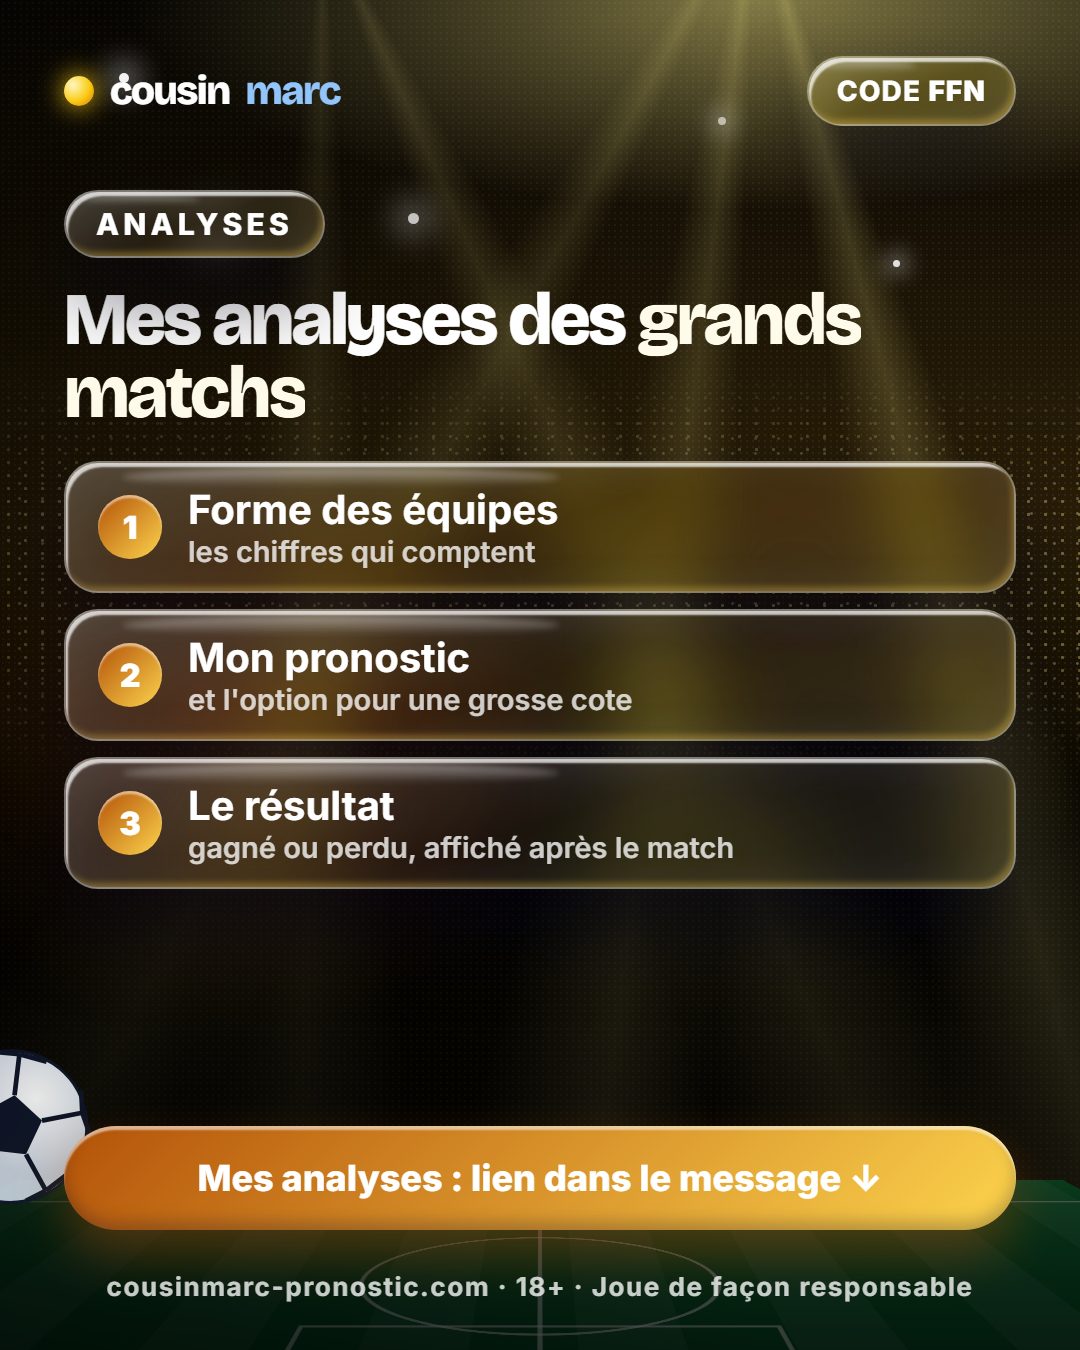 cousin marc
CODE FFN
ANALYSES
Mes analyses des grands
matchs
1
Forme des équipes
les chiffres qui comptent
2
Mon pronostic
et l'option pour une grosse cote
3
Le résultat
gagné ou perdu, affiché après le match
Mes analyses : lien dans le message ↓
cousinmarc-pronostic.com · 18+ · Joue de façon responsable